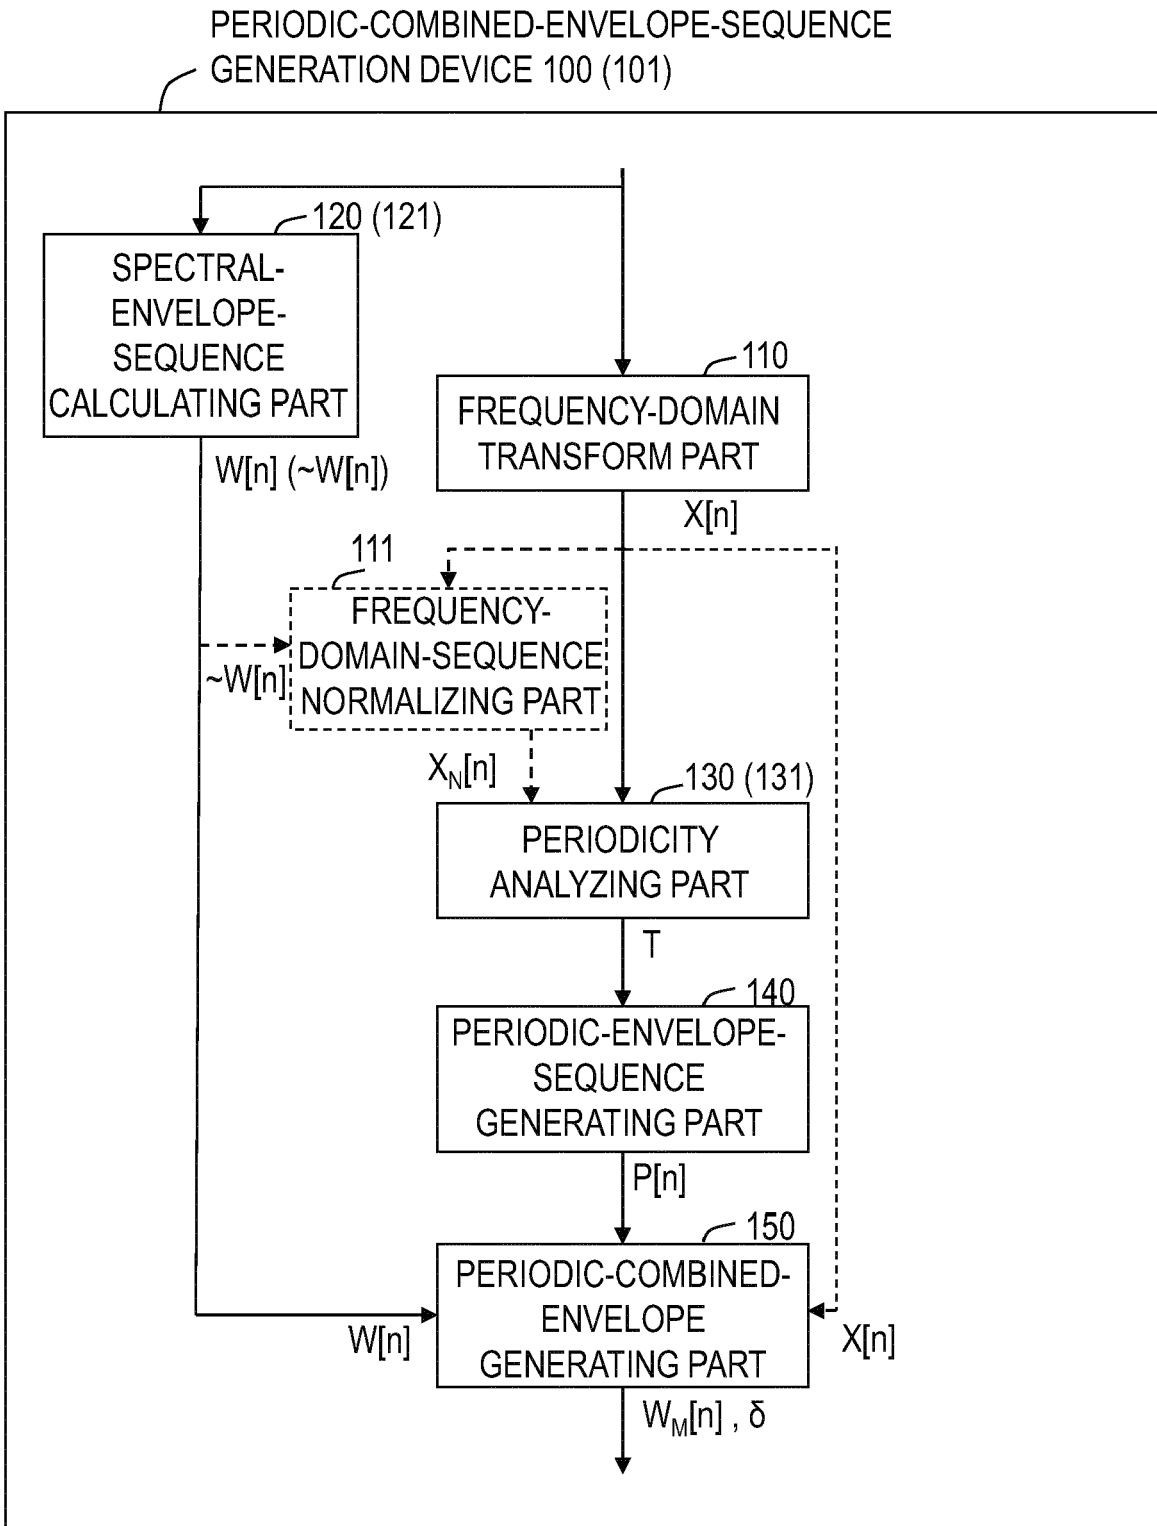 PERIODIC-COMBINED-ENVELOPE-SEQUENCE
GENERATION DEVICE 100 (101)
120 (121)
SPECTRAL-
ENVELOPE-
SEQUENCE
CALCULATING PART
110
FREQUENCY-DOMAIN
TRANSFORM PART
W[n] (~W[n])
X[n]
111
FREQUENCY-
DOMAIN-SEQUENCE
NORMALIZING PART
~W[n]
X_N[n]
130 (131)
PERIODICITY
ANALYZING PART
T
140
PERIODIC-ENVELOPE-
SEQUENCE
GENERATING PART
P[n]
150
PERIODIC-COMBINED-
ENVELOPE
GENERATING PART
W[n]
X[n]
W_M[n] , δ